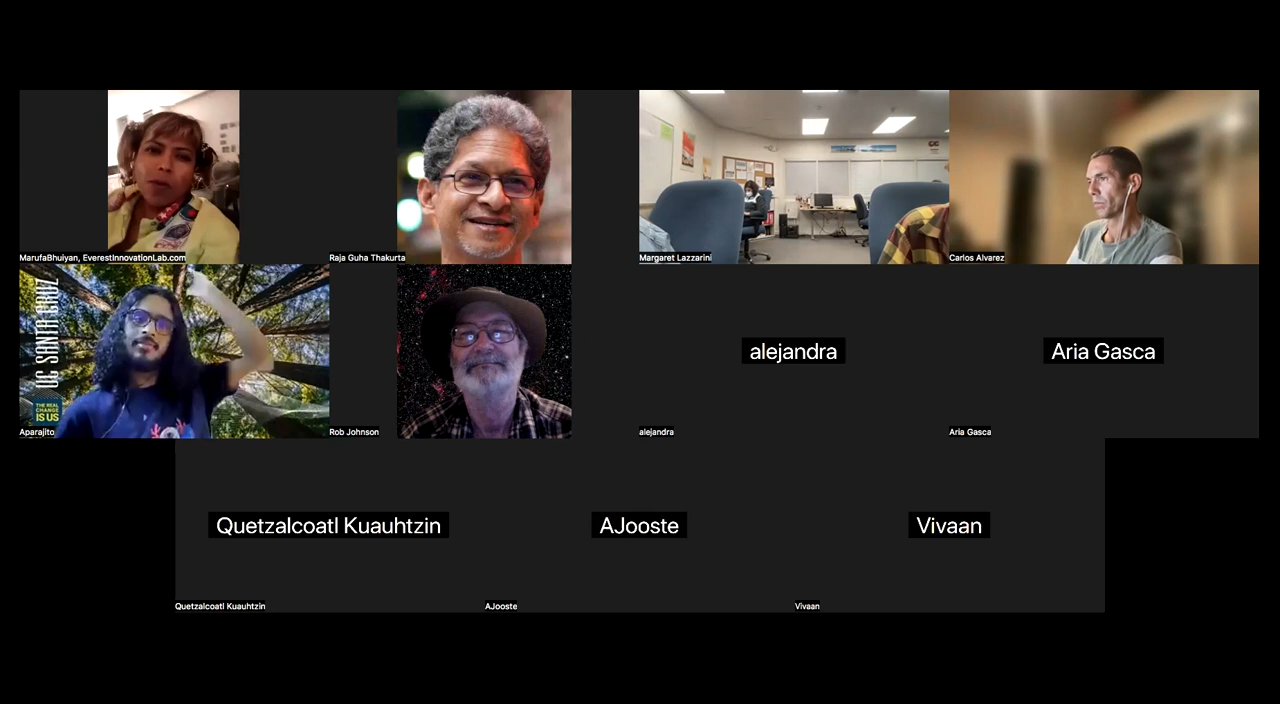 MarufaBhuiyan, EverestInnovationLab.com
Raja Guha Thakurta
Margaret Lazzarini
Carlos Alvarez
UC SANTA CRUZ
THE REAL
CHANGE
IS US
Aparajito
Rob Johnson
alejandra
alejandra
Aria Gasca
Aria Gasca
Quetzalcoatl Kuauhtzin
Quetzalcoatl Kuauhtzin
AJooste
AJooste
Vivaan
Vivaan